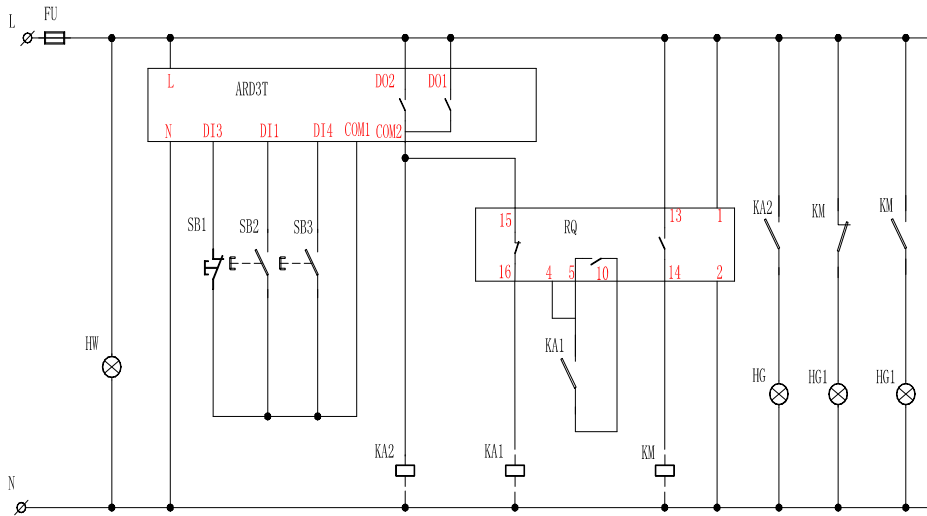 FU
L
L
ARD3T
DO2
DO1
N
DI3
DI1
DI4
COM1
COM2
SB1
SB2
SB3
15
RQ
13
1
16
4
5
10
14
2
KA2
KM
KM
HW
KA1
HG
HG1
HG1
KA2
KA1
KM
N